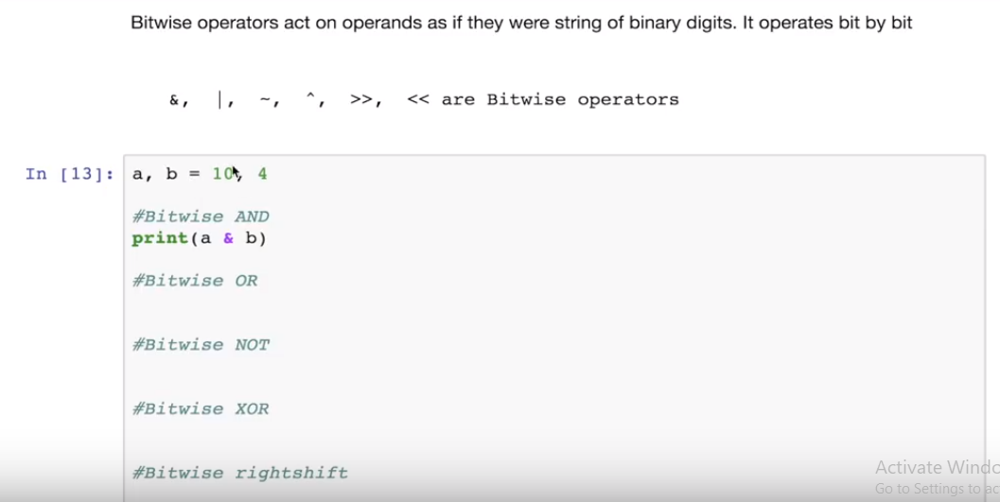 Bitwise operators act on operands as if they were string of binary digits. It operates bit by bit
&, |, ~, ^, >>, << are Bitwise operators
In [13]: a, b = 10, 4
#Bitwise AND
print(a & b)
#Bitwise OR
#Bitwise NOT
#Bitwise XOR
#Bitwise rightshift
Activate Windo
Go to Settings to ac